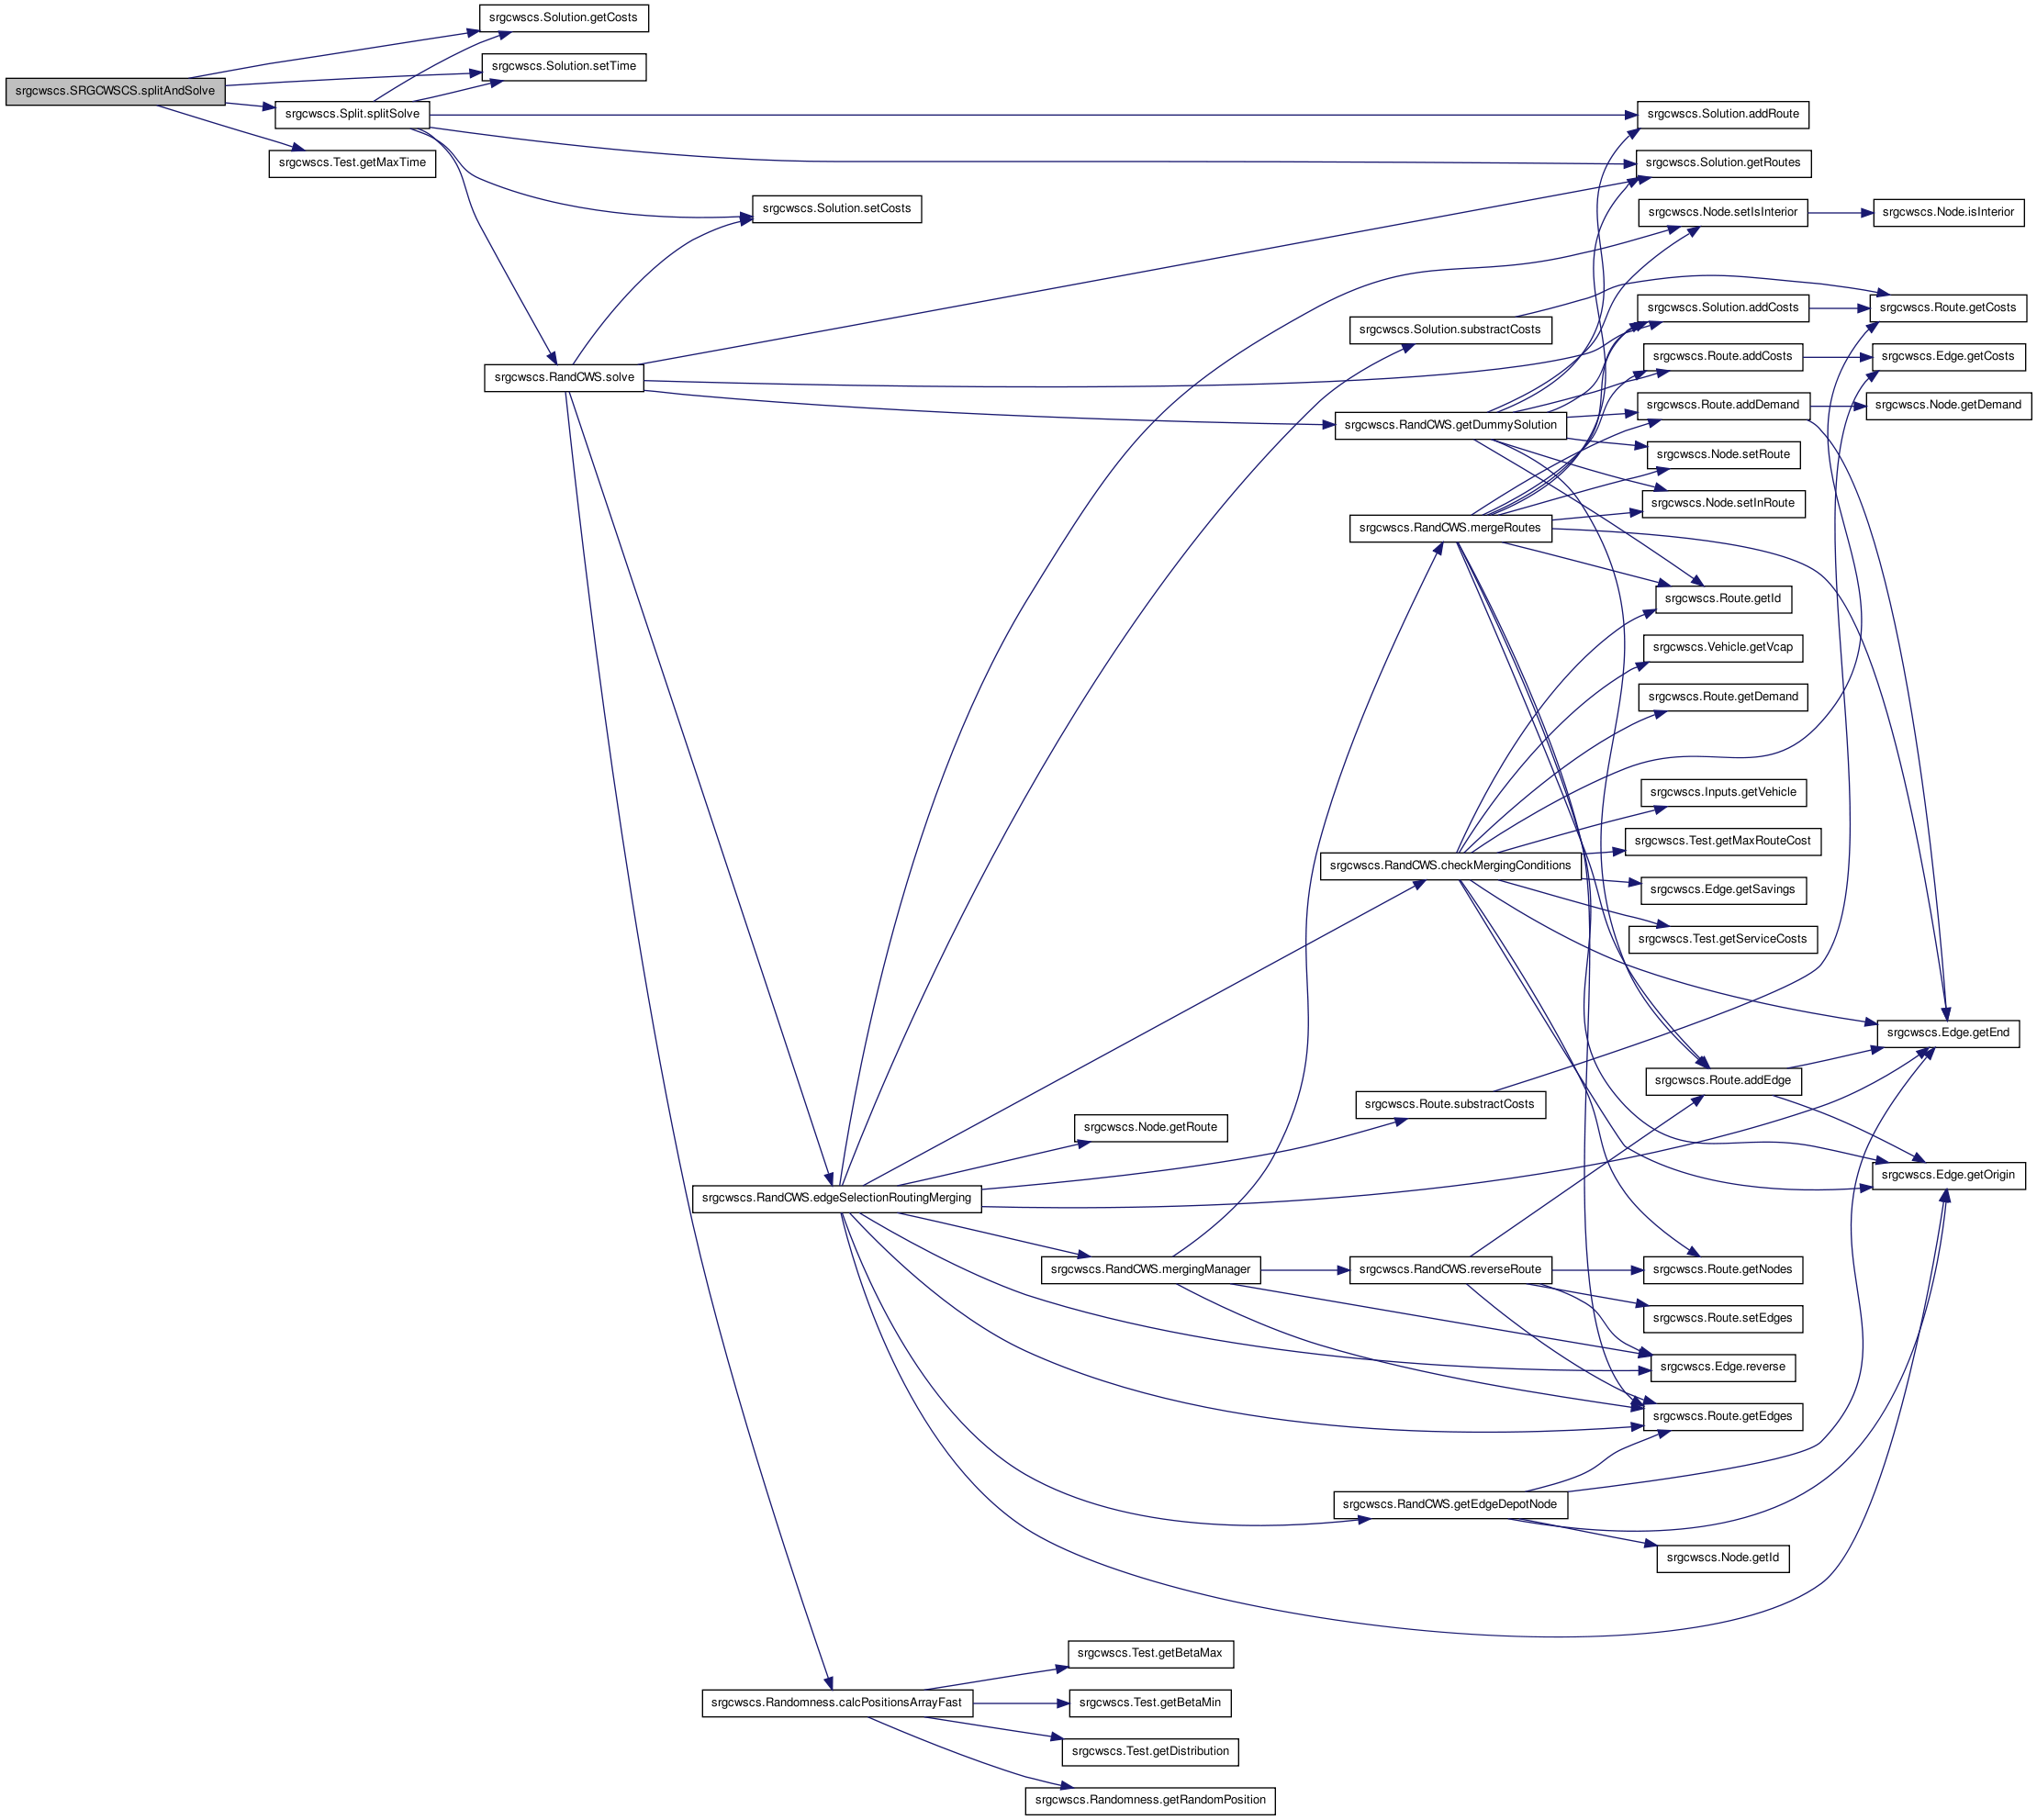 srgcwscs.Solution.getCosts
srgcwscs.Solution.setTime
srgcwscs.SRGCWSCS.splitAndSolve
srgcwscs.Split.splitSolve
srgcwscs.Solution.addRoute
srgcwscs.Test.getMaxTime
srgcwscs.Solution.getRoutes
srgcwscs.Solution.setCosts
srgcwscs.Node.setIsInterior
srgcwscs.Node.isInterior
srgcwscs.Solution.addCosts
srgcwscs.Route.getCosts
srgcwscs.Solution.substractCosts
srgcwscs.Route.addCosts
srgcwscs.Edge.getCosts
srgcwscs.RandCWS.solve
srgcwscs.Route.addDemand
srgcwscs.Node.getDemand
srgcwscs.RandCWS.getDummySolution
srgcwscs.Node.setRoute
srgcwscs.Node.setInRoute
srgcwscs.RandCWS.mergeRoutes
srgcwscs.Route.getId
srgcwscs.Vehicle.getVcap
srgcwscs.Route.getDemand
srgcwscs.Inputs.getVehicle
srgcwscs.Test.getMaxRouteCost
srgcwscs.RandCWS.checkMergingConditions
srgcwscs.Edge.getSavings
srgcwscs.Test.getServiceCosts
srgcwscs.Edge.getEnd
srgcwscs.Route.addEdge
srgcwscs.Route.substractCosts
srgcwscs.Node.getRoute
srgcwscs.Edge.getOrigin
srgcwscs.RandCWS.edgeSelectionRoutingMerging
srgcwscs.RandCWS.mergingManager
srgcwscs.RandCWS.reverseRoute
srgcwscs.Route.getNodes
srgcwscs.Route.setEdges
srgcwscs.Edge.reverse
srgcwscs.Route.getEdges
srgcwscs.RandCWS.getEdgeDepotNode
srgcwscs.Node.getId
srgcwscs.Test.getBetaMax
srgcwscs.Randomness.calcPositionsArrayFast
srgcwscs.Test.getBetaMin
srgcwscs.Test.getDistribution
srgcwscs.Randomness.getRandomPosition